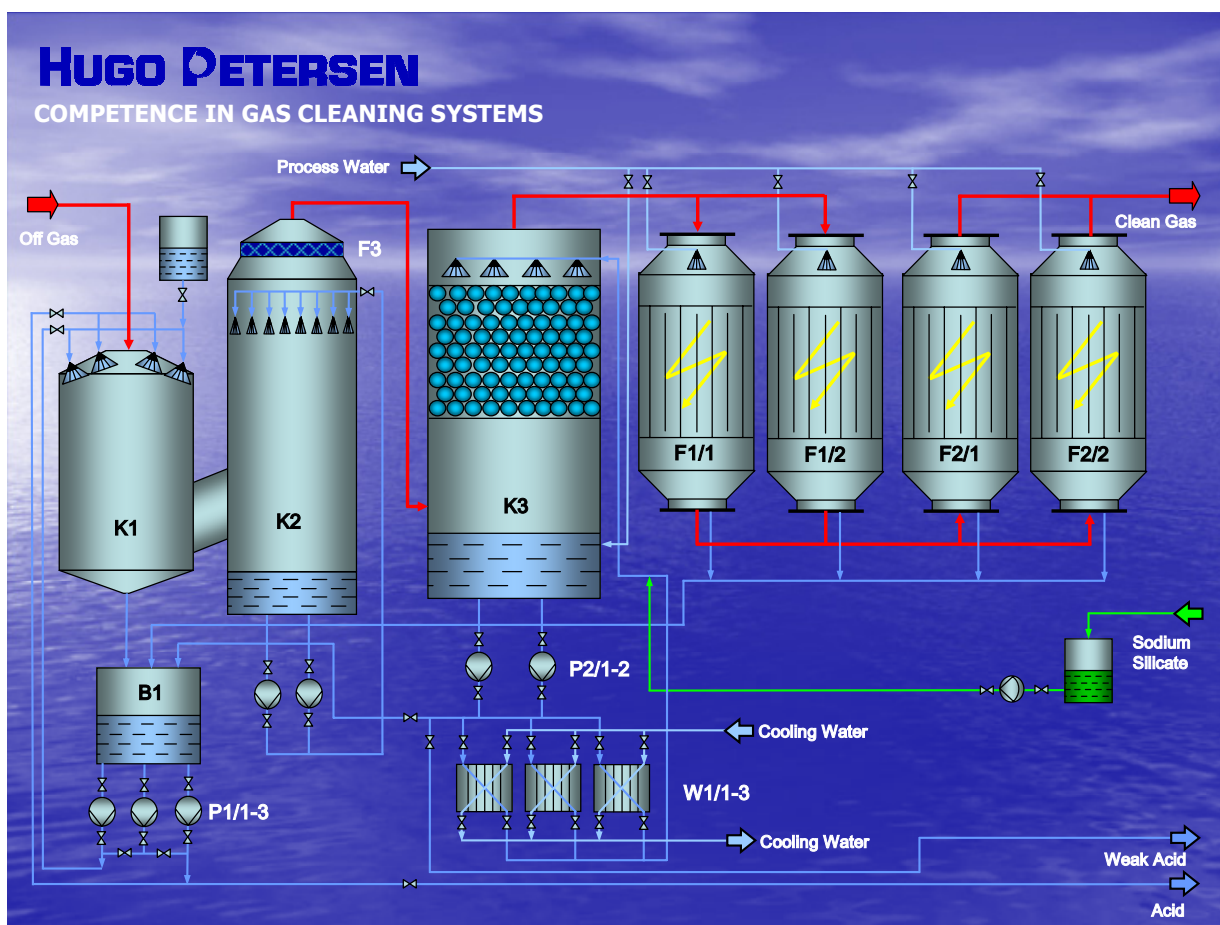 HUGO PETERSEN
COMPETENCE IN GAS CLEANING SYSTEMS
Process Water
Off Gas
Clean Gas
F3
F1/1
F1/2
F2/1
F2/2
K1
K2
K3
Sodium
Silicate
P2/1-2
B1
Cooling Water
W1/1-3
P1/1-3
Cooling Water
Weak Acid
Acid